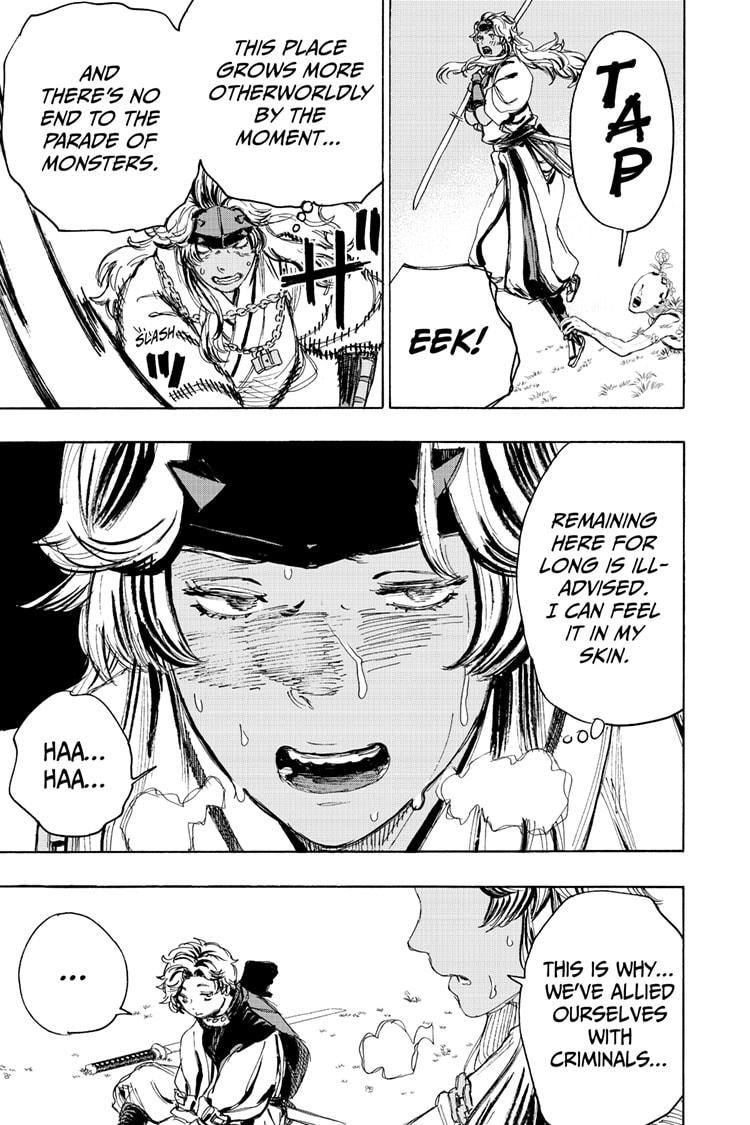 TAP
EEK!
THIS PLACE
GROWS MORE
OTHERWORLDLY
BY THE
MOMENT...
AND
THERE'S NO
END TO THE
PARADE OF
MONSTERS.
SLASH
REMAINING
HERE FOR
LONG IS ILL-
ADVISED.
I CAN FEEL
IT IN MY
SKIN.
HAA...
HAA...
THIS IS WHY...
WE'VE ALLIED
OURSELVES
WITH
CRIMINALS...
...